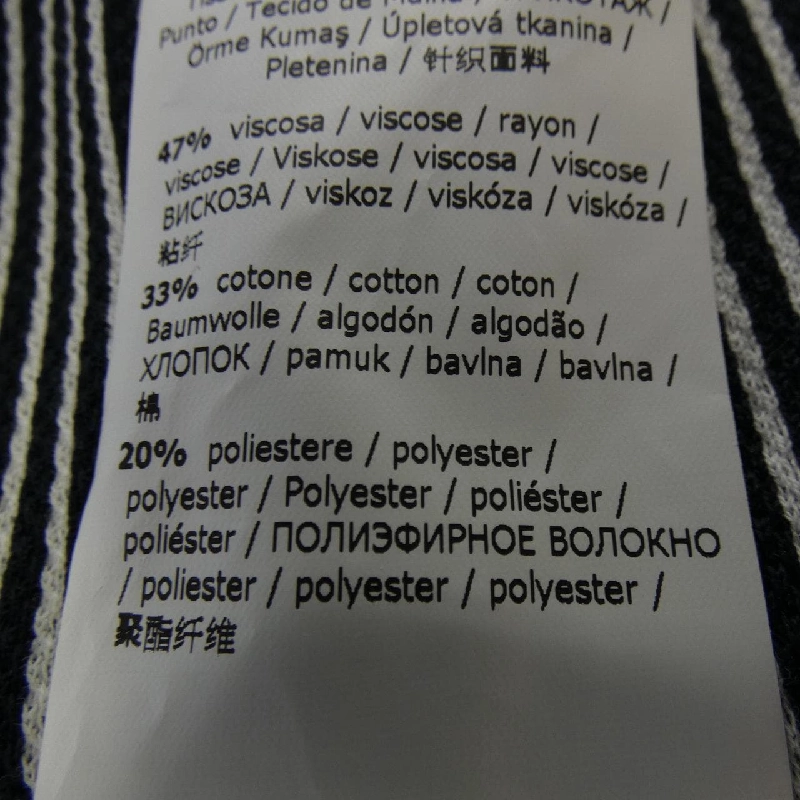 Punto / Tecido de Malha /
Örme Kumaş / Úpletová tkanina /
Pletenina / 针织面料
47% viscosa / viscose / rayon /
viscose / Viskose / viscosa / viscose /
ВИСКОЗА / viskoz / viskóza / viskóza /
粘纤
33% cotone / cotton / coton /
Baumwolle / algodón / algodão /
ХЛОПОК / pamuk / bavlna / bavlna /
棉
20% poliestere / polyester /
polyester / Polyester / poliéster /
poliéster / ПОЛИЭФИРНОЕ ВОЛОКНО
/ poliester / polyester / polyester /
聚酯纤维